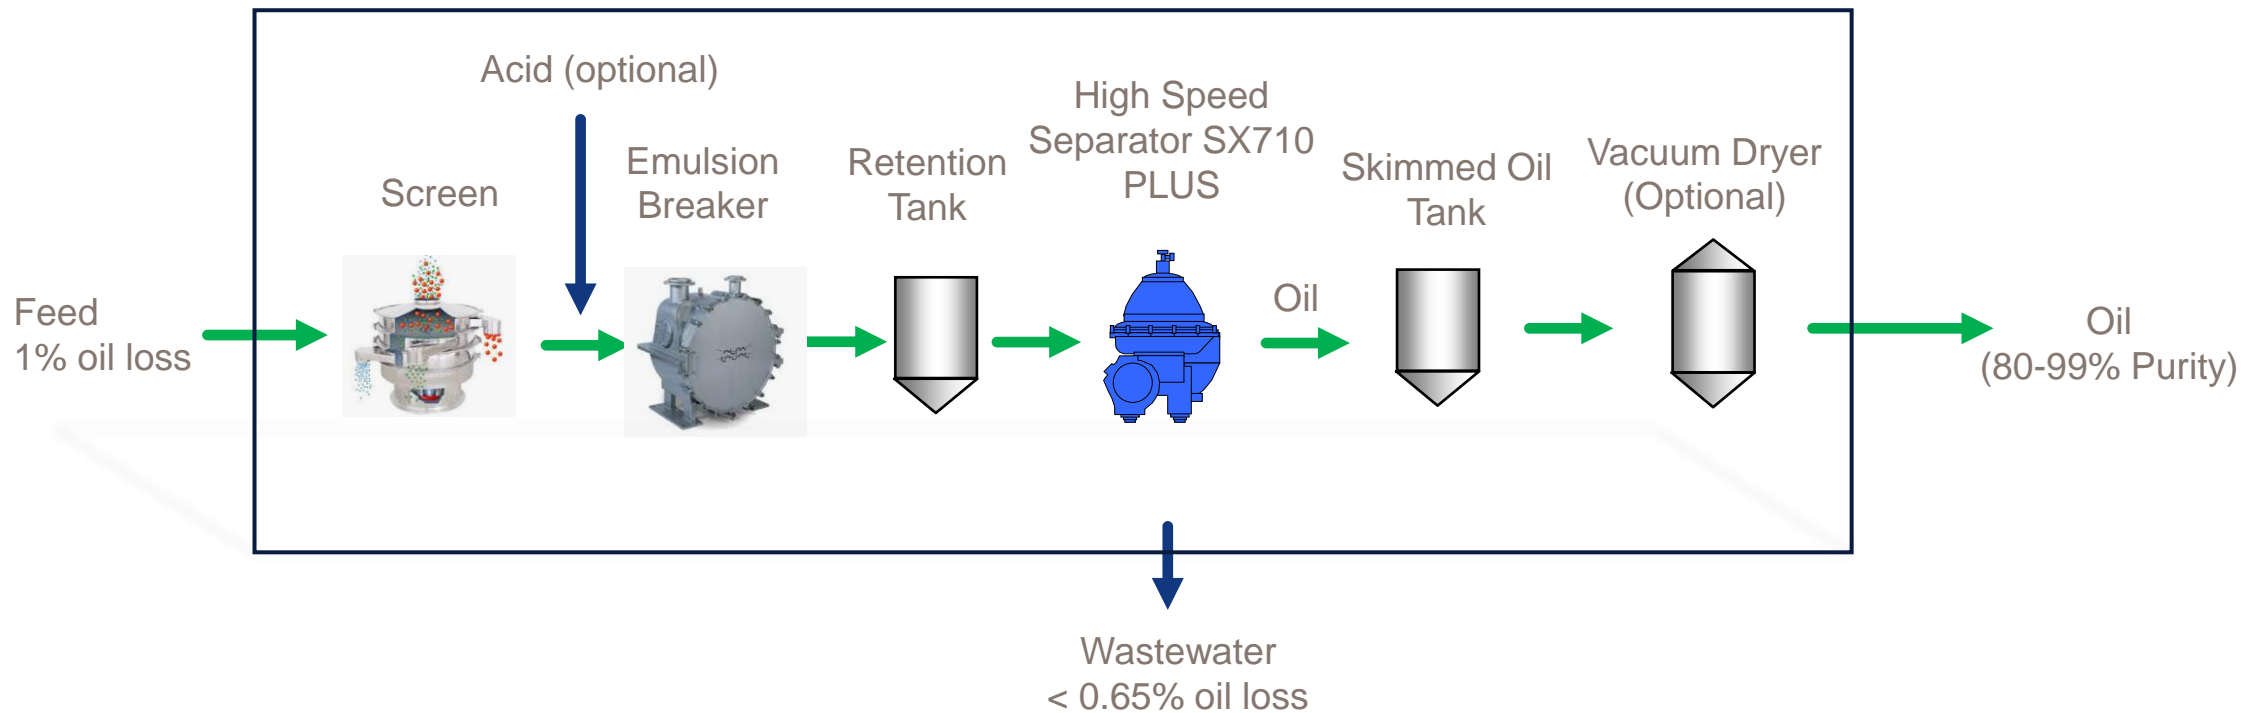 Acid (optional)
High Speed
Separator SX710
PLUS
Emulsion
Breaker
Retention
Tank
Screen
Skimmed Oil
Tank
Vacuum Dryer
(Optional)
Feed
1% oil loss
Oil
Oil
(80-99% Purity)
Wastewater
< 0.65% oil loss